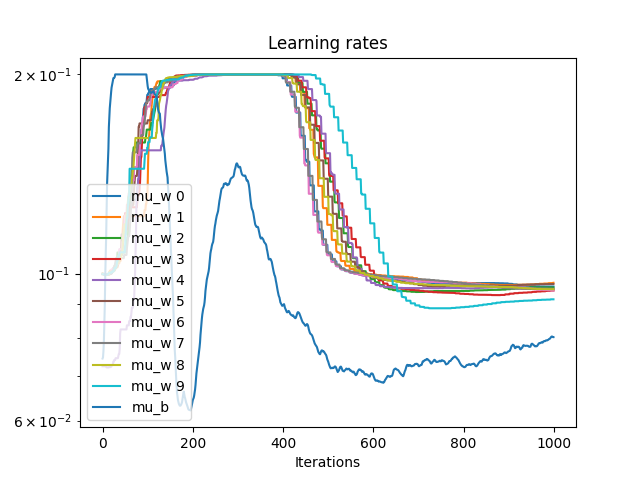 Learning rates
2 × 10⁻¹
10⁻¹
6 × 10⁻²
mu_w 0
mu_w 1
mu_w 2
mu_w 3
mu_w 4
mu_w 5
mu_w 6
mu_w 7
mu_w 8
mu_w 9
mu_b
0 200 400 600 800 1000
Iterations